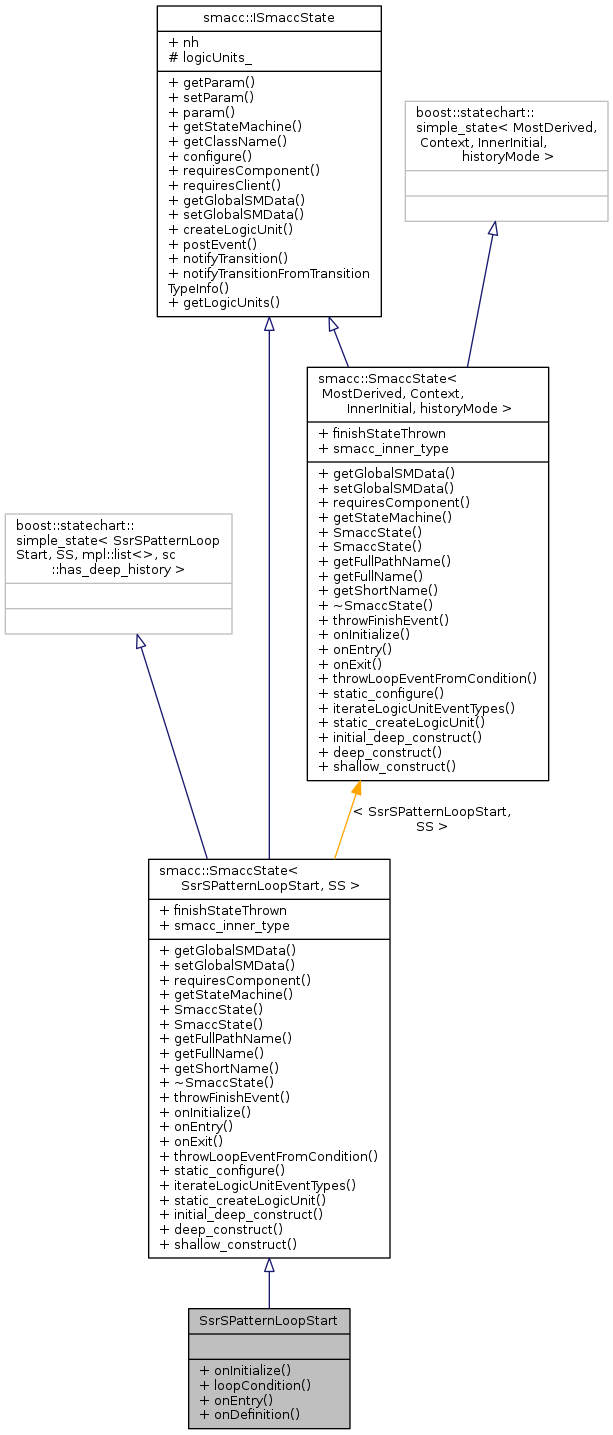 smacc::ISmaccState
+ nh
# logicUnits_
+ getParam()
+ setParam()
+ param()
+ getStateMachine()
+ getClassName()
+ configure()
+ requiresComponent()
+ requiresClient()
+ getGlobalSMData()
+ setGlobalSMData()
+ createLogicUnit()
+ postEvent()
+ notifyTransition()
+ notifyTransitionFromTransition
TypeInfo()
+ getLogicUnits()
boost::statechart::
simple_state< MostDerived,
Context, InnerInitial,
historyMode >
smacc::SmaccState<
MostDerived, Context,
InnerInitial, historyMode >
+ finishStateThrown
+ smacc_inner_type
+ getGlobalSMData()
+ setGlobalSMData()
+ requiresComponent()
+ getStateMachine()
+ SmaccState()
+ SmaccState()
+ getFullPathName()
+ getFullName()
+ getShortName()
+ ~SmaccState()
+ throwFinishEvent()
+ onInitialize()
+ onEntry()
+ onExit()
+ throwLoopEventFromCondition()
+ static_configure()
+ iterateLogicUnitEventTypes()
+ static_createLogicUnit()
+ initial_deep_construct()
+ deep_construct()
+ shallow_construct()
boost::statechart::
simple_state< SsrSPatternLoop
Start, SS, mpl::list<>, sc
::has_deep_history >
< SsrSPatternLoopStart,
SS >
smacc::SmaccState<
SsrSPatternLoopStart, SS >
+ finishStateThrown
+ smacc_inner_type
+ getGlobalSMData()
+ setGlobalSMData()
+ requiresComponent()
+ getStateMachine()
+ SmaccState()
+ SmaccState()
+ getFullPathName()
+ getFullName()
+ getShortName()
+ ~SmaccState()
+ throwFinishEvent()
+ onInitialize()
+ onEntry()
+ onExit()
+ throwLoopEventFromCondition()
+ static_configure()
+ iterateLogicUnitEventTypes()
+ static_createLogicUnit()
+ initial_deep_construct()
+ deep_construct()
+ shallow_construct()
SsrSPatternLoopStart
+ onInitialize()
+ loopCondition()
+ onEntry()
+ onDefinition()